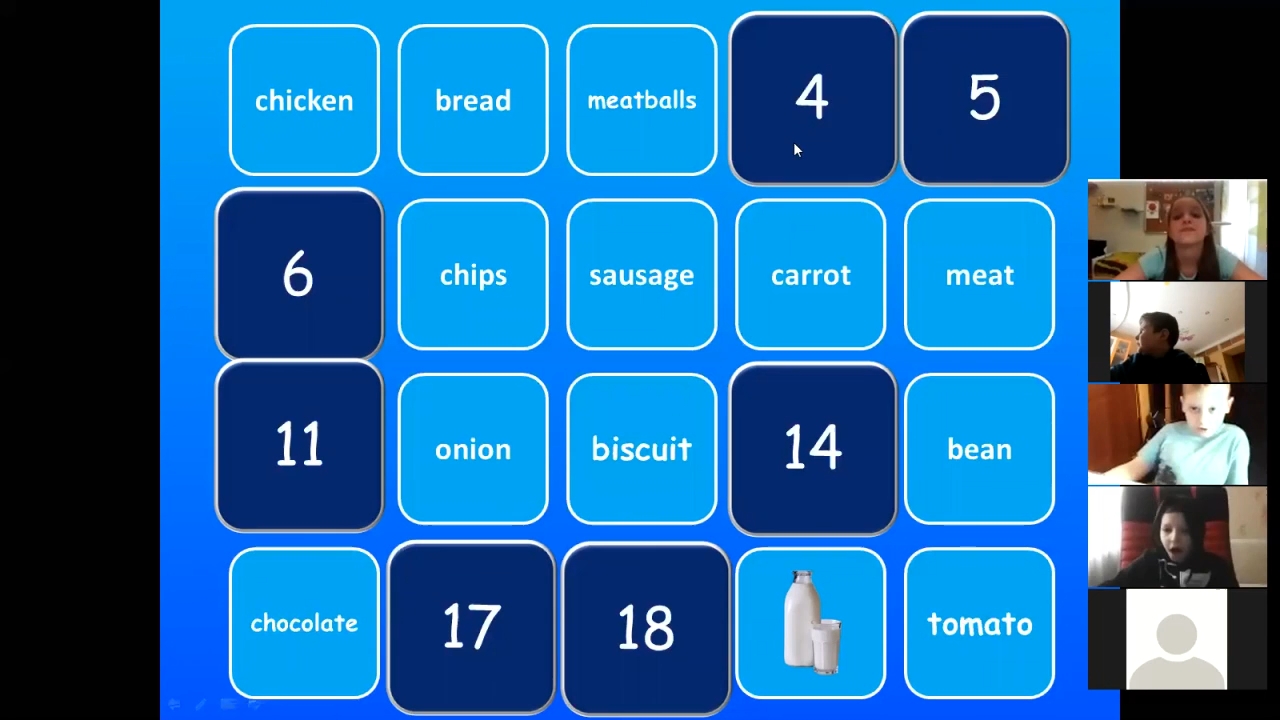 chicken bread meatballs 4 5
6 chips sausage carrot meat
11 onion biscuit 14 bean
chocolate 17 18 tomato